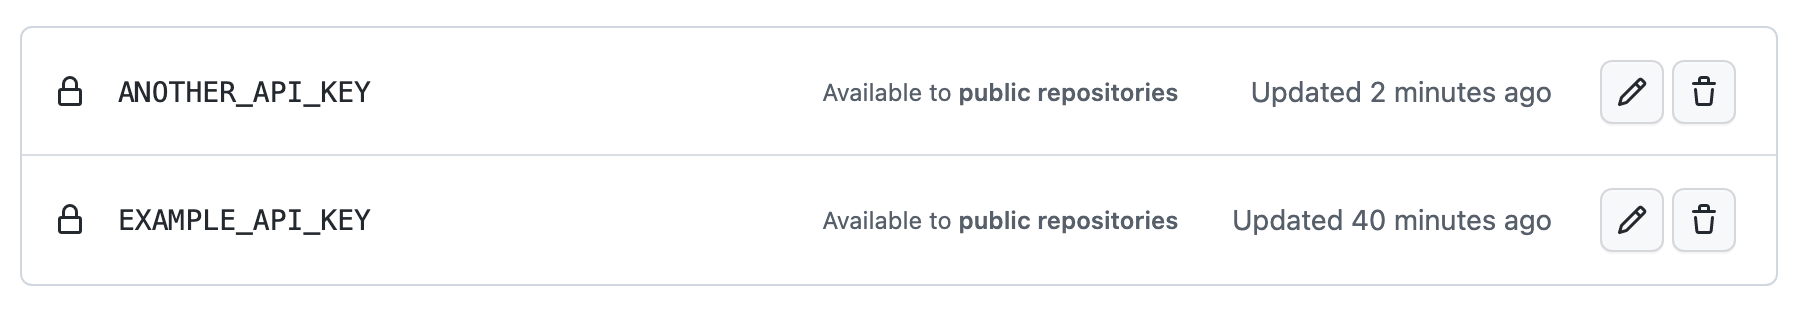 ANOTHER_API_KEY Available to public repositories Updated 2 minutes ago
EXAMPLE_API_KEY Available to public repositories Updated 40 minutes ago